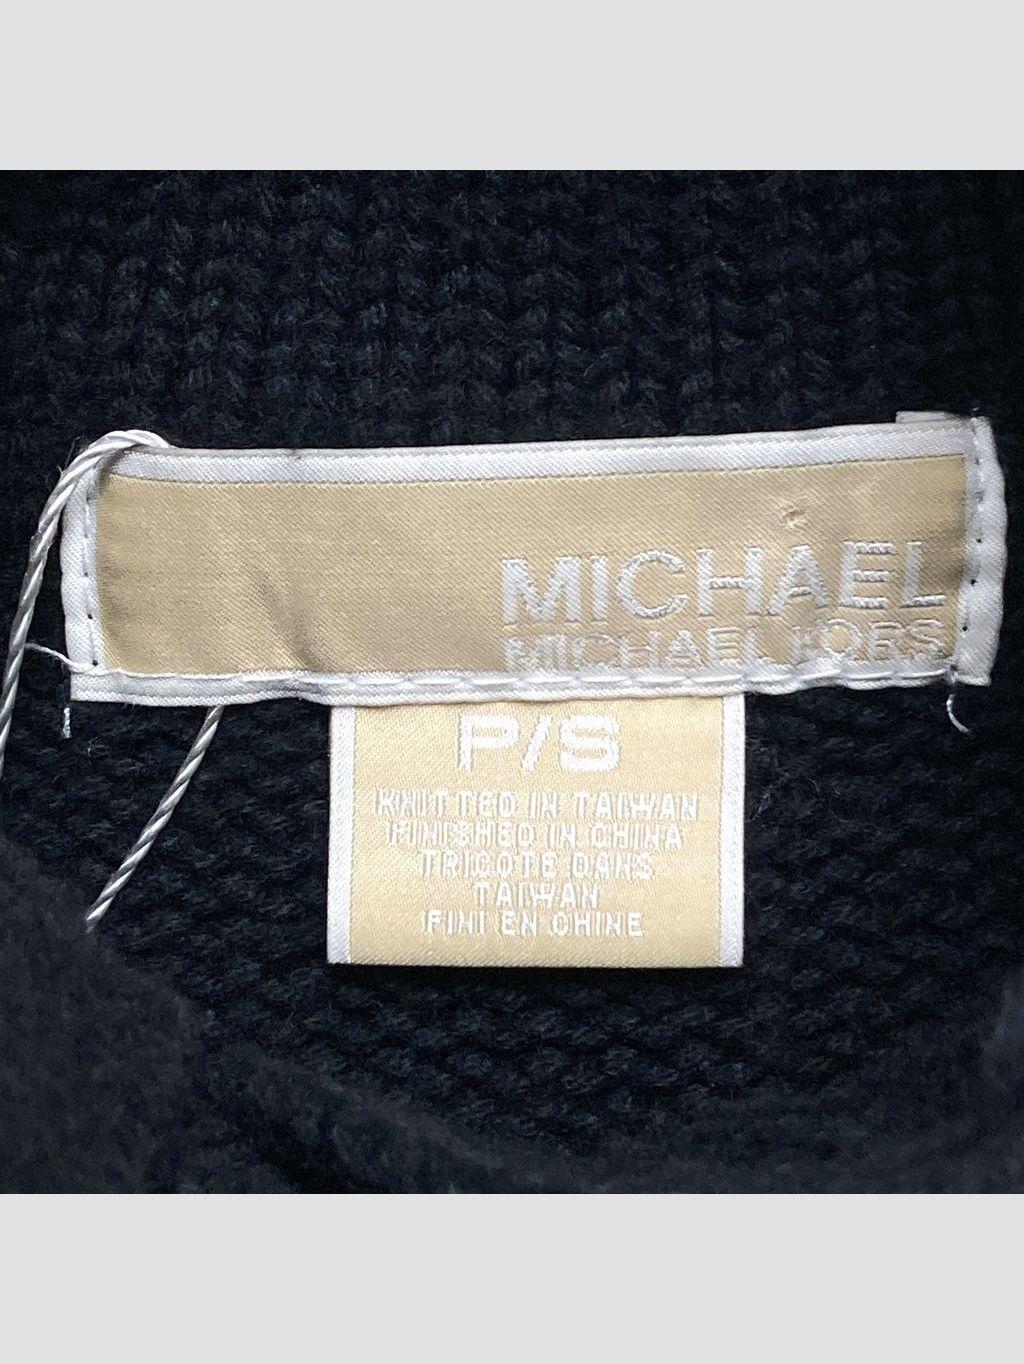 MICHAEL
MICHAEL KORS
P/S
KNITTED IN TAIWAN
FINISHED IN CHINA
TRICOTE DANS
TAIWAN
FINI EN CHINE